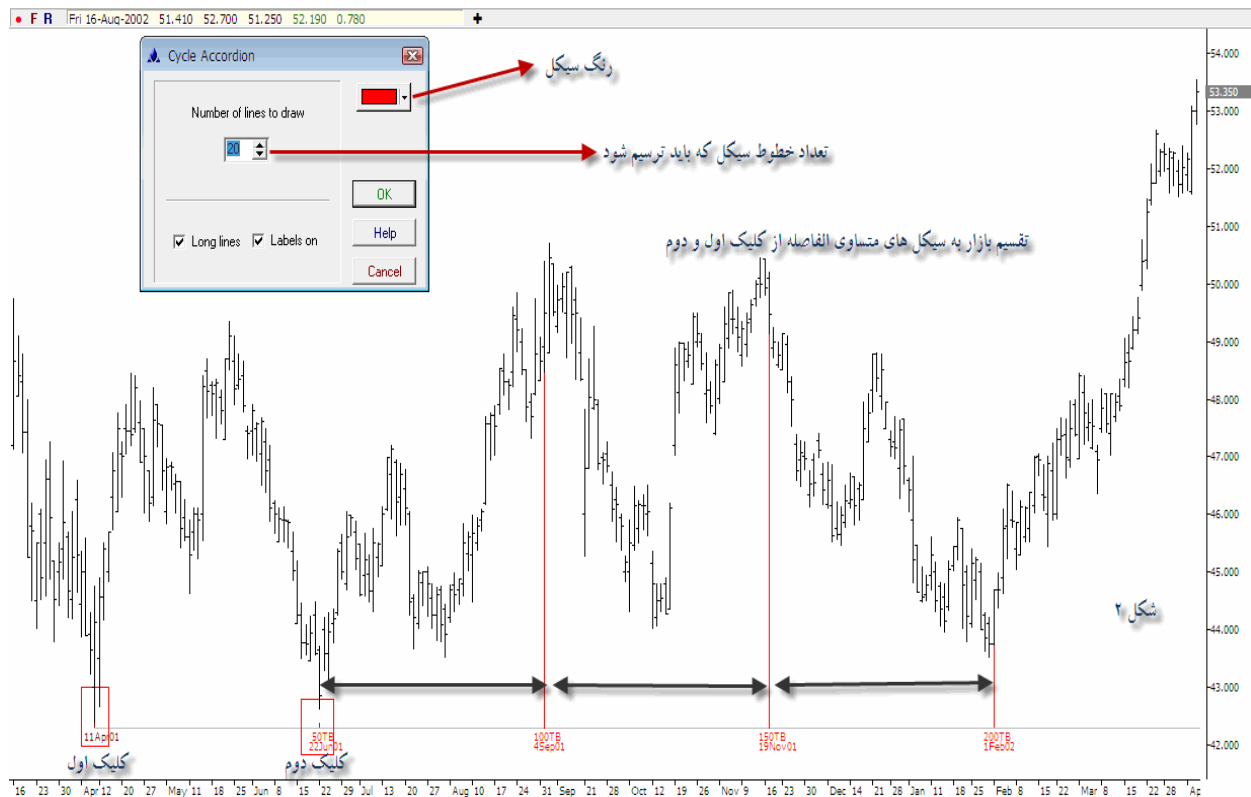 F R Fri 16-Aug-2002 51.410 52.700 51.250 52.190 0.780
Cycle Accordion
رنگ سیکل
Number of lines to draw
20
تعداد خطوط سیکل که باید ترسیم شود
OK
Long lines
Labels on
Help
Cancel
تقسیم بازار به سیکل های متساوی الفاصله از کلیک اول و دوم
54.000
53.350
53.000
52.000
51.000
50.000
49.000
48.000
47.000
46.000
45.000
44.000
43.000
42.000
شکل ۲
11Apr01
50TB
22Jun01
100TB
4Sep01
150TB
19Nov01
200TB
1Feb02
کلیک اول
کلیک دوم
16 23 30 Apr 12 20 27 May 11 18 25 Jun 8 15 22 29 Jul 13 20 27 Aug 10 17 24 31 Sep 21 28 Oct 12 19 26 Nov 9 16 23 30 Dec 14 21 28 Jan 11 18 25 Feb 8 15 22 Mar 8 15 22 28 Ap